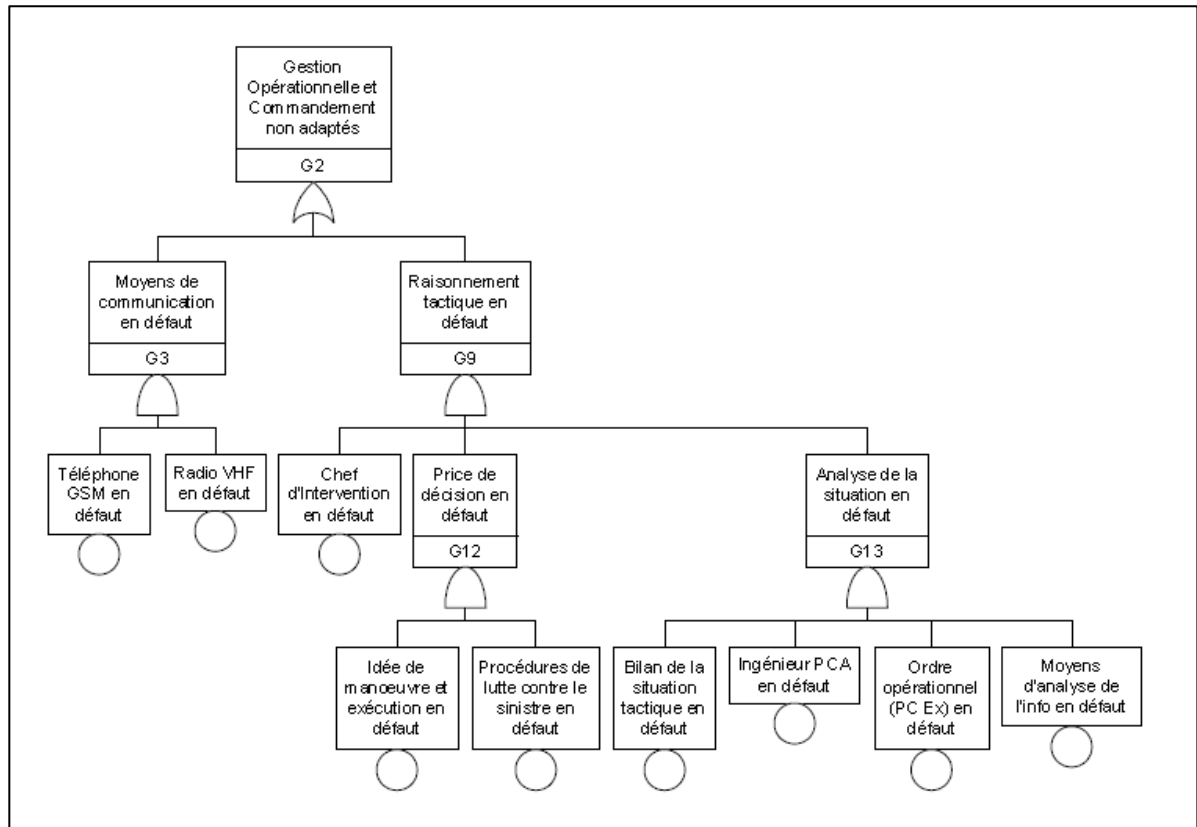 Gestion
Opérationnelle et
Commandement
non adaptés
G2
Moyens de
communication
en défaut
G3
Raisonnement
tactique en
défaut
G9
Téléphone
GSM en
défaut
Radio VHF
en défaut
Chef
d'Intervention
en défaut
Price de
décision en
défaut
G12
Analyse de la
situation en
défaut
G13
Idée de
manoeuvre et
exécution en
défaut
Procédures de
lutte contre le
sinistre en
défaut
Bilan de la
situation
tactique en
défaut
Ingénieur PCA
en défaut
Ordre
opérationnel
(PC Ex) en
défaut
Moyens
d'analyse de
l'info en défaut